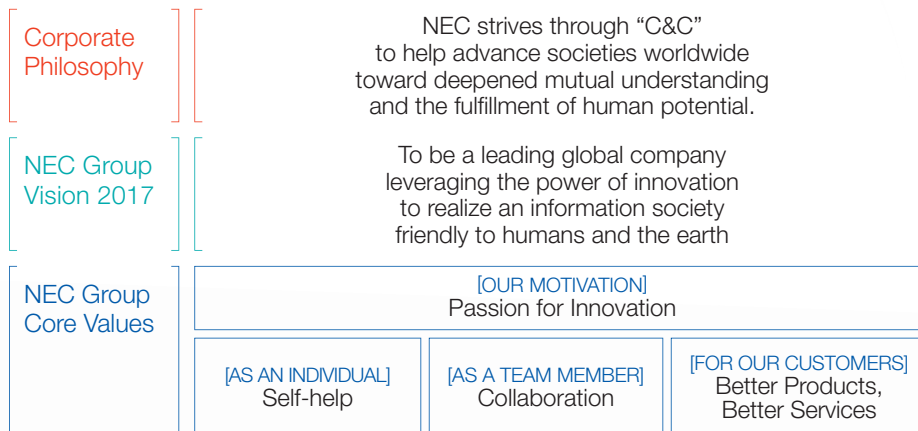 Corporate
Philosophy
NEC strives through “C&C”
to help advance societies worldwide
toward deepened mutual understanding
and the fulfillment of human potential.
NEC Group
Vision 2017
To be a leading global company
leveraging the power of innovation
to realize an information society
friendly to humans and the earth
NEC Group
Core Values
[OUR MOTIVATION]
Passion for Innovation
[AS AN INDIVIDUAL]
Self-help
[AS A TEAM MEMBER]
Collaboration
[FOR OUR CUSTOMERS]
Better Products,
Better Services